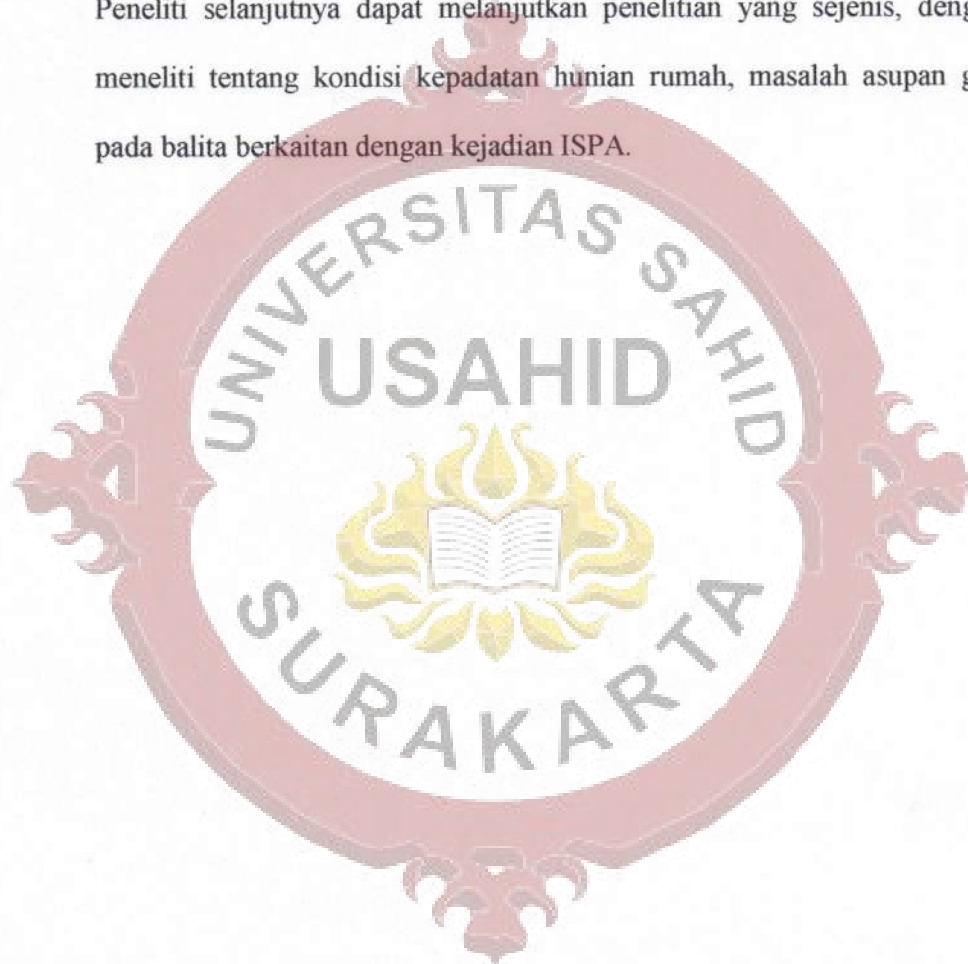 Peneliti selanjutnya dapat melanjutkan penelitian yang sejenis,
meneliti tentang kondisi kepadatan hunian rumah, masalah asupan
pada balita berkaitan dengan kejadian ISPA.
UNIVERSITAS SAHID
USAHID
SURAKARTA